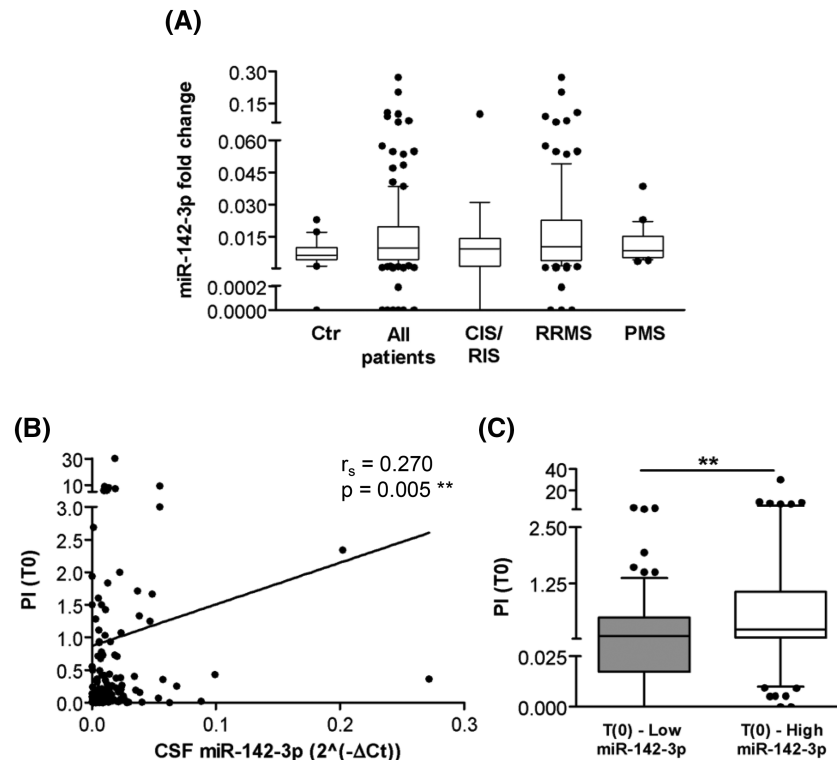 (A)
miR-142-3p fold change
0.30
0.15
0.060
0.045
0.030
0.015
0.0002
0.0000
Ctr
All
patients
CIS/
RIS
RRMS
PMS
(B)
PI (T0)
30
10
3.0
2.5
2.0
1.5
1.0
0.5
0.0
rs = 0.270
p = 0.005 **
0.0
0.1
0.2
0.3
CSF miR-142-3p (2^(-ΔCt))
(C)
PI (T0)
40
20
2.50
1.25
0.025
0.000
**
T(0) - Low
miR-142-3p
T(0) - High
miR-142-3p